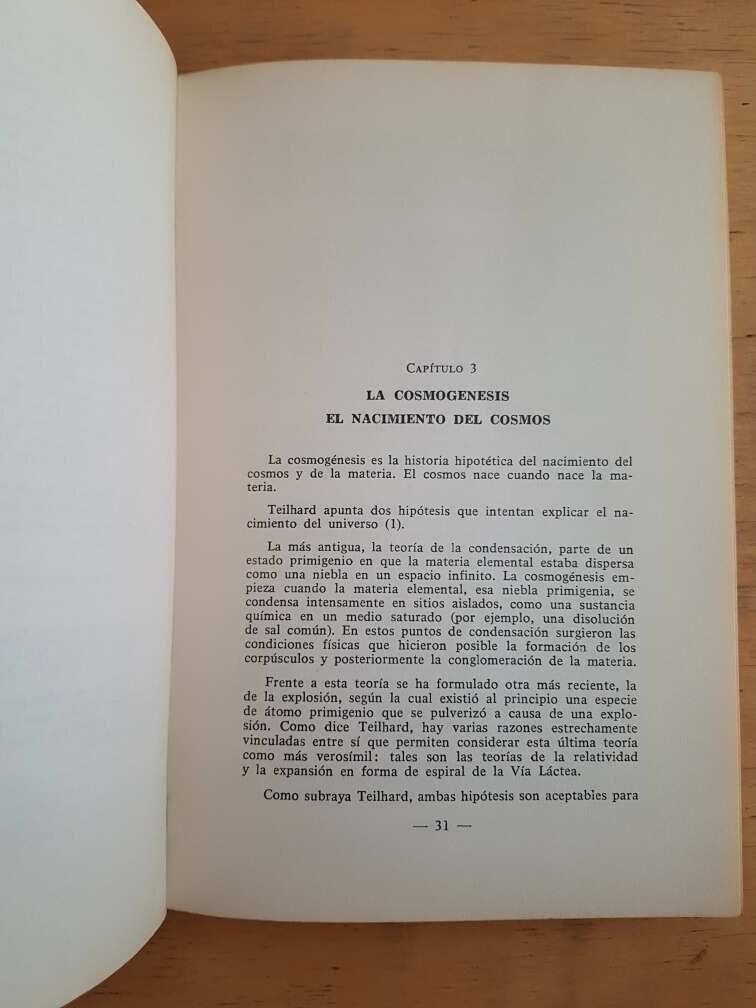 CAPÍTULO 3
LA COSMOGENESIS
EL NACIMIENTO DEL COSMOS
La cosmogénesis es la historia hipotética del nacimiento del
cosmos y de la materia. El cosmos nace cuando nace la ma-
teria.
Teilhard apunta dos hipótesis que intentan explicar el na-
cimiento del universo (1).
La más antigua, la teoría de la condensación, parte de un
estado primigenio en que la materia elemental estaba dispersa
como una niebla en un espacio infinito. La cosmogénesis em-
pieza cuando la materia elemental, esa niebla primigenia, se
condensa intensamente en sitios aislados, como una sustancia
química en un medio saturado (por ejemplo, una disolución
de sal común). En estos puntos de condensación surgieron las
condiciones físicas que hicieron posible la formación de los
corpúsculos y posteriormente la conglomeración de la materia.
Frente a esta teoría se ha formulado otra más reciente, la
de la explosión, según la cual existió al principio una especie
de átomo primigenio que se pulverizó a causa de una explo-
sión. Como dice Teilhard, hay varias razones estrechamente
vinculadas entre sí que permiten considerar esta última teoría
como más verosímil: tales son las teorías de la relatividad
y la expansión en forma de espiral de la Vía Láctea.
Como subraya Teilhard, ambas hipótesis son aceptables para
— 31 —